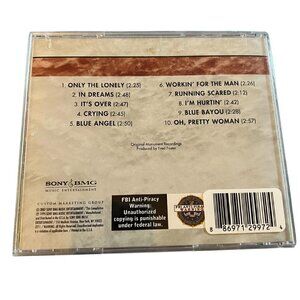 1 ONLY THE LONELY (2:25)
2 IN DREAMS (2:48)
3 IT'S OVER (2:47)
4 CRYING (2:45)
5 BLUE ANGEL (2:50)
6 WORKIN' FOR THE MAN (2:26)
7 RUNNING SCARED (2:10)
8 I'M HURTIN' (2:42)
9 BLUE BAYOU (2:28)
10 OH, PRETTY WOMAN (2:57)
Original Monument Recordings
Produced by Fred Foster
SONY BMG
MUSIC ENTERTAINMENT
CUSTOM MARKETING GROUP
FBI Anti-Piracy
Warning:
Unauthorized
copying is punishable
under federal law.
8 86971 29972 4